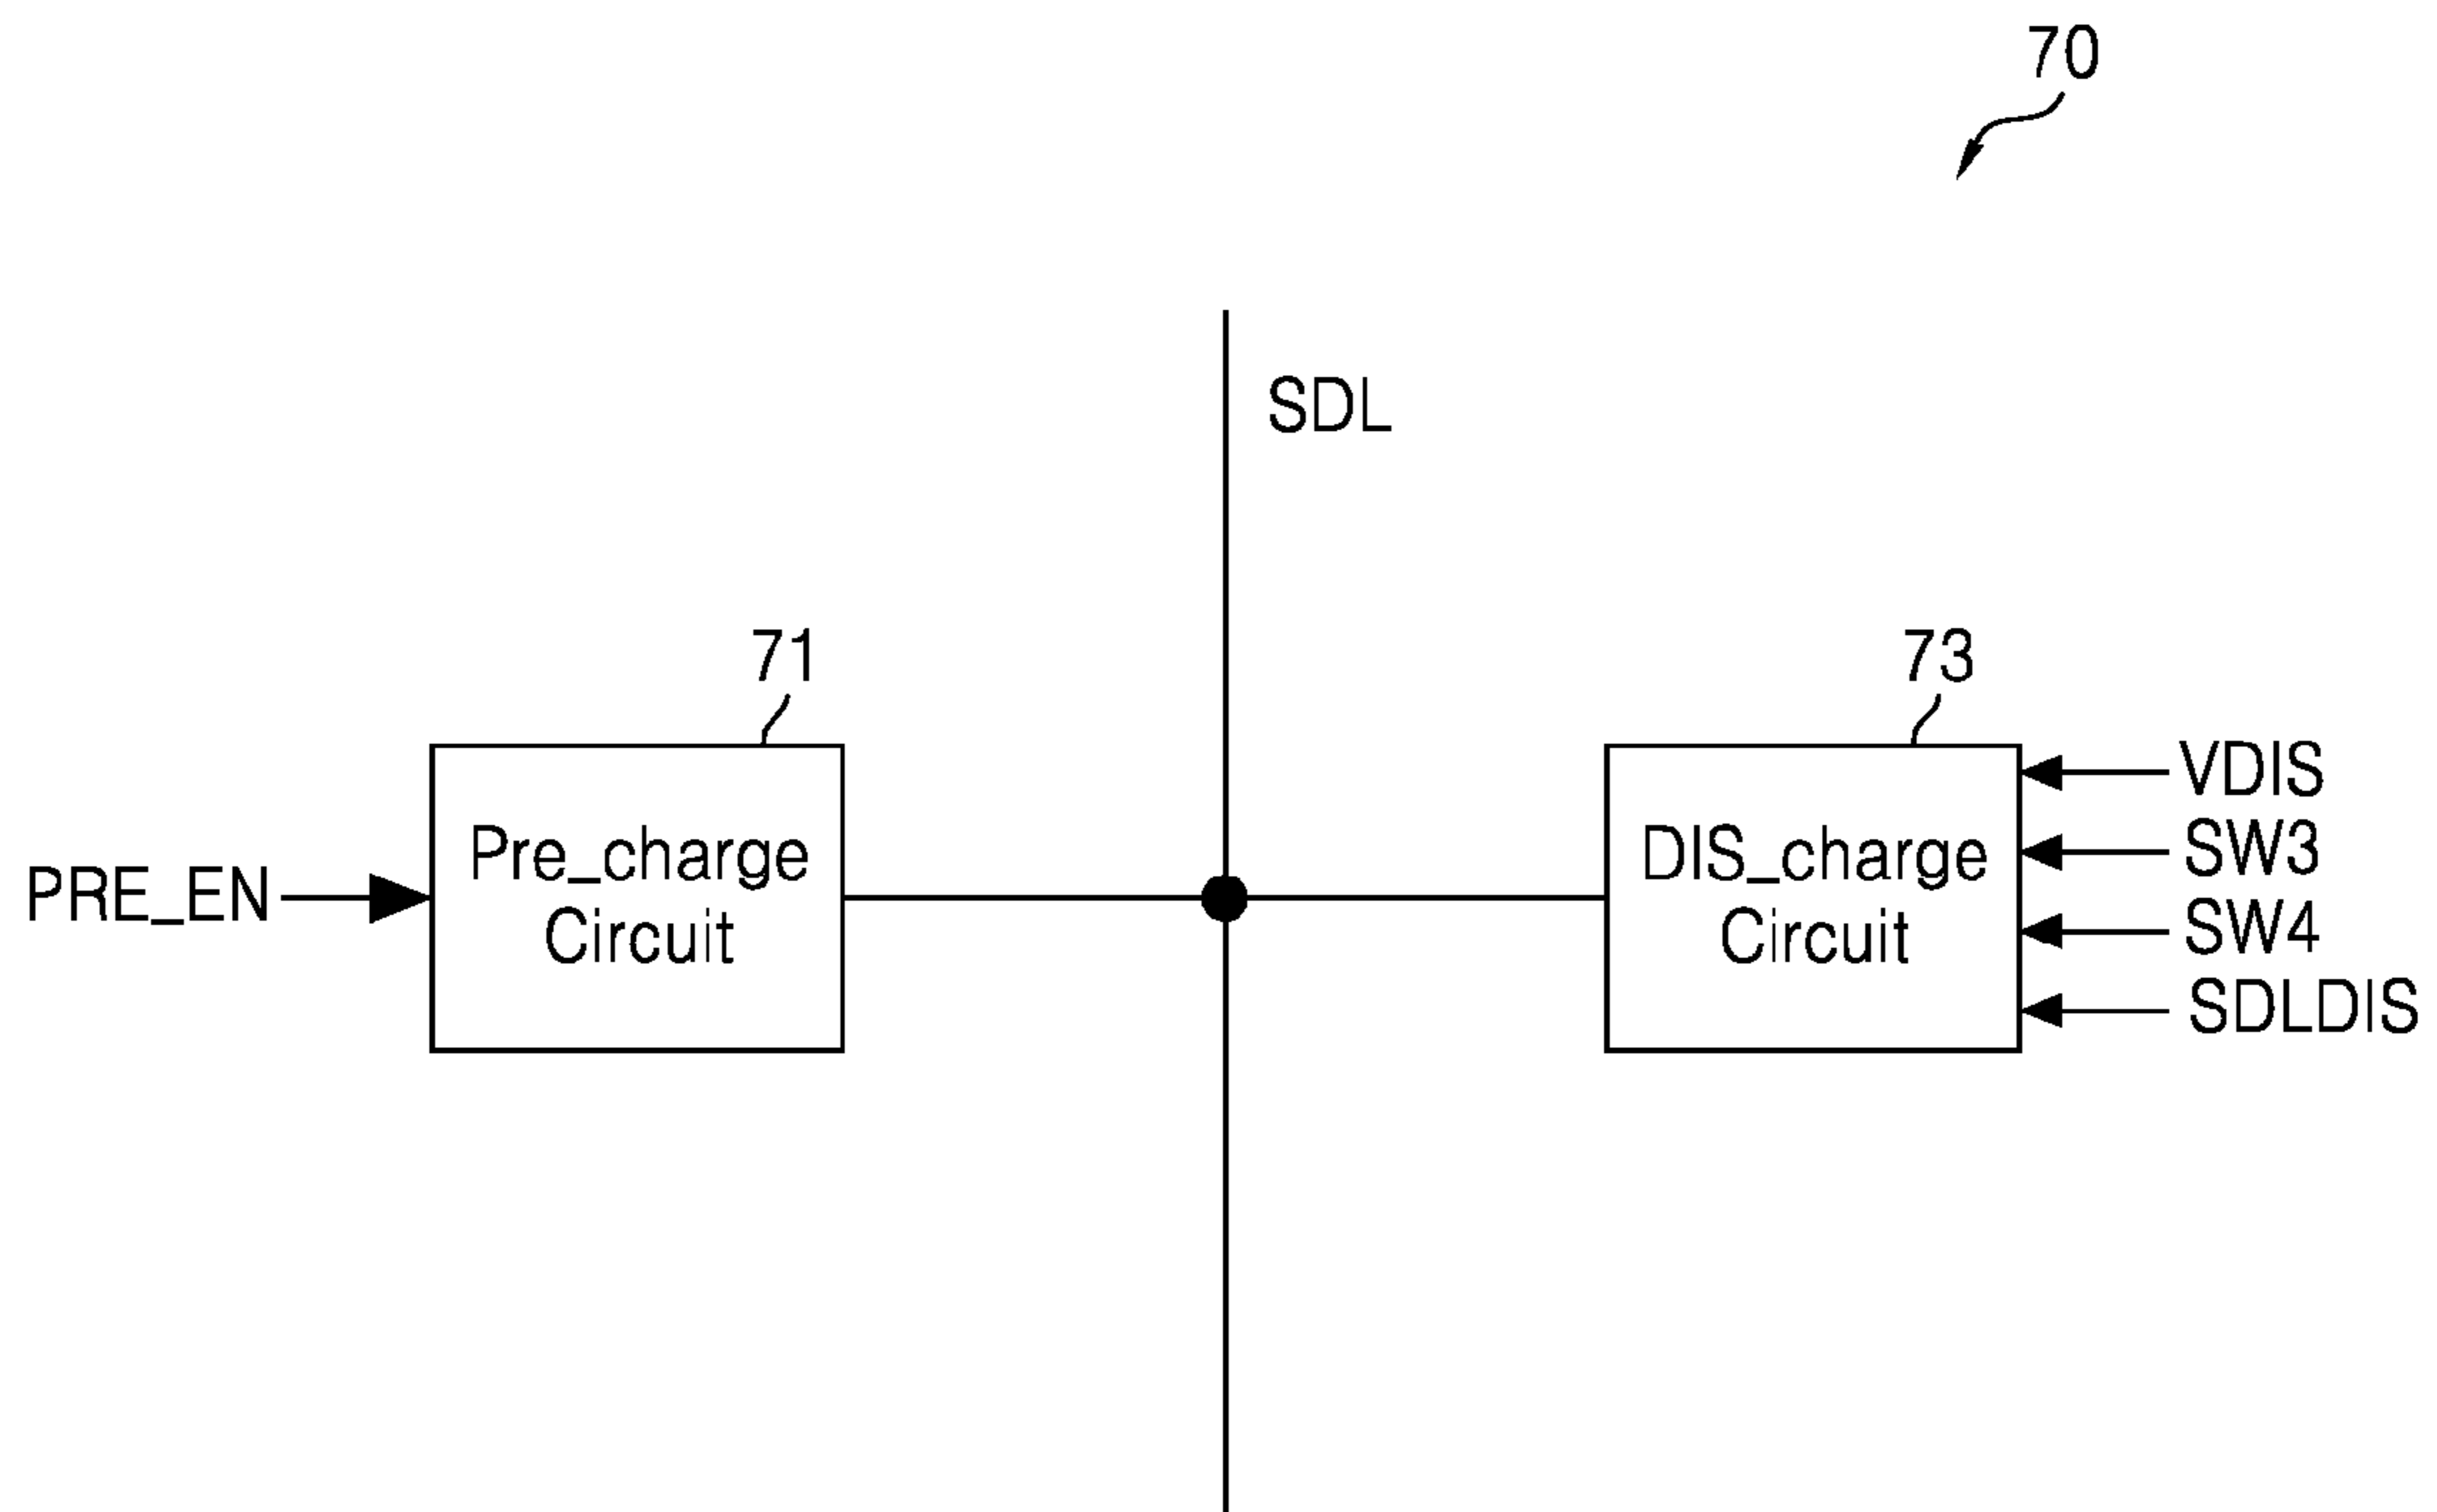 70
SDL
71
73
PRE_EN
Pre_charge
Circuit
DIS_charge
Circuit
VDIS
SW3
SW4
SDLDIS